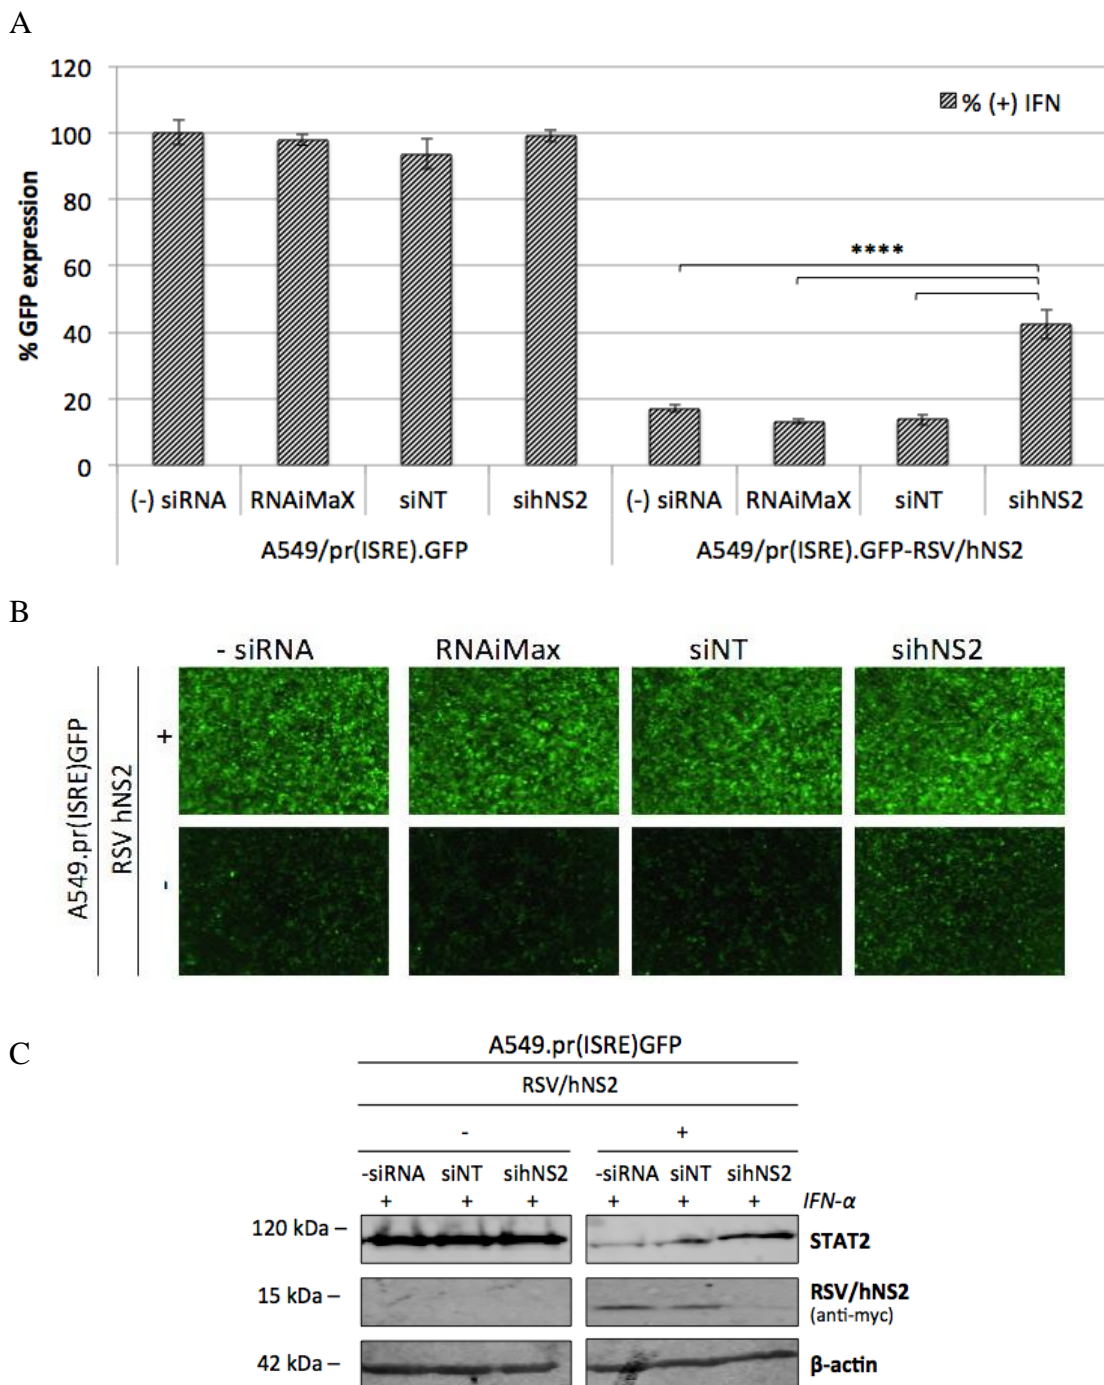 A
120
100
80
60
40
20
0
% GFP expression
% (+) IFN
****
(-) siRNA RNAiMaX siNT sihNS2 (-) siRNA RNAiMaX siNT sihNS2
A549/pr(ISRE).GFP A549/pr(ISRE).GFP-RSV/hNS2
B
- siRNA RNAiMax siNT sihNS2
A549.pr(ISRE)GFP
RSV hNS2
+
-
C
A549.pr(ISRE)GFP
RSV/hNS2
- +
-siRNA siNT sihNS2 -siRNA siNT sihNS2
+ + + + + + IFN-α
120 kDa – STAT2
15 kDa – RSV/hNS2
(anti-myc)
42 kDa – β-actin